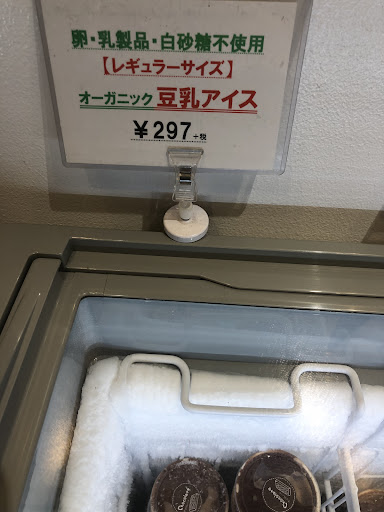 卵・乳製品・白砂糖不使用
【レギュラーサイズ】
オーガニック 豆乳アイス
￥297 +税